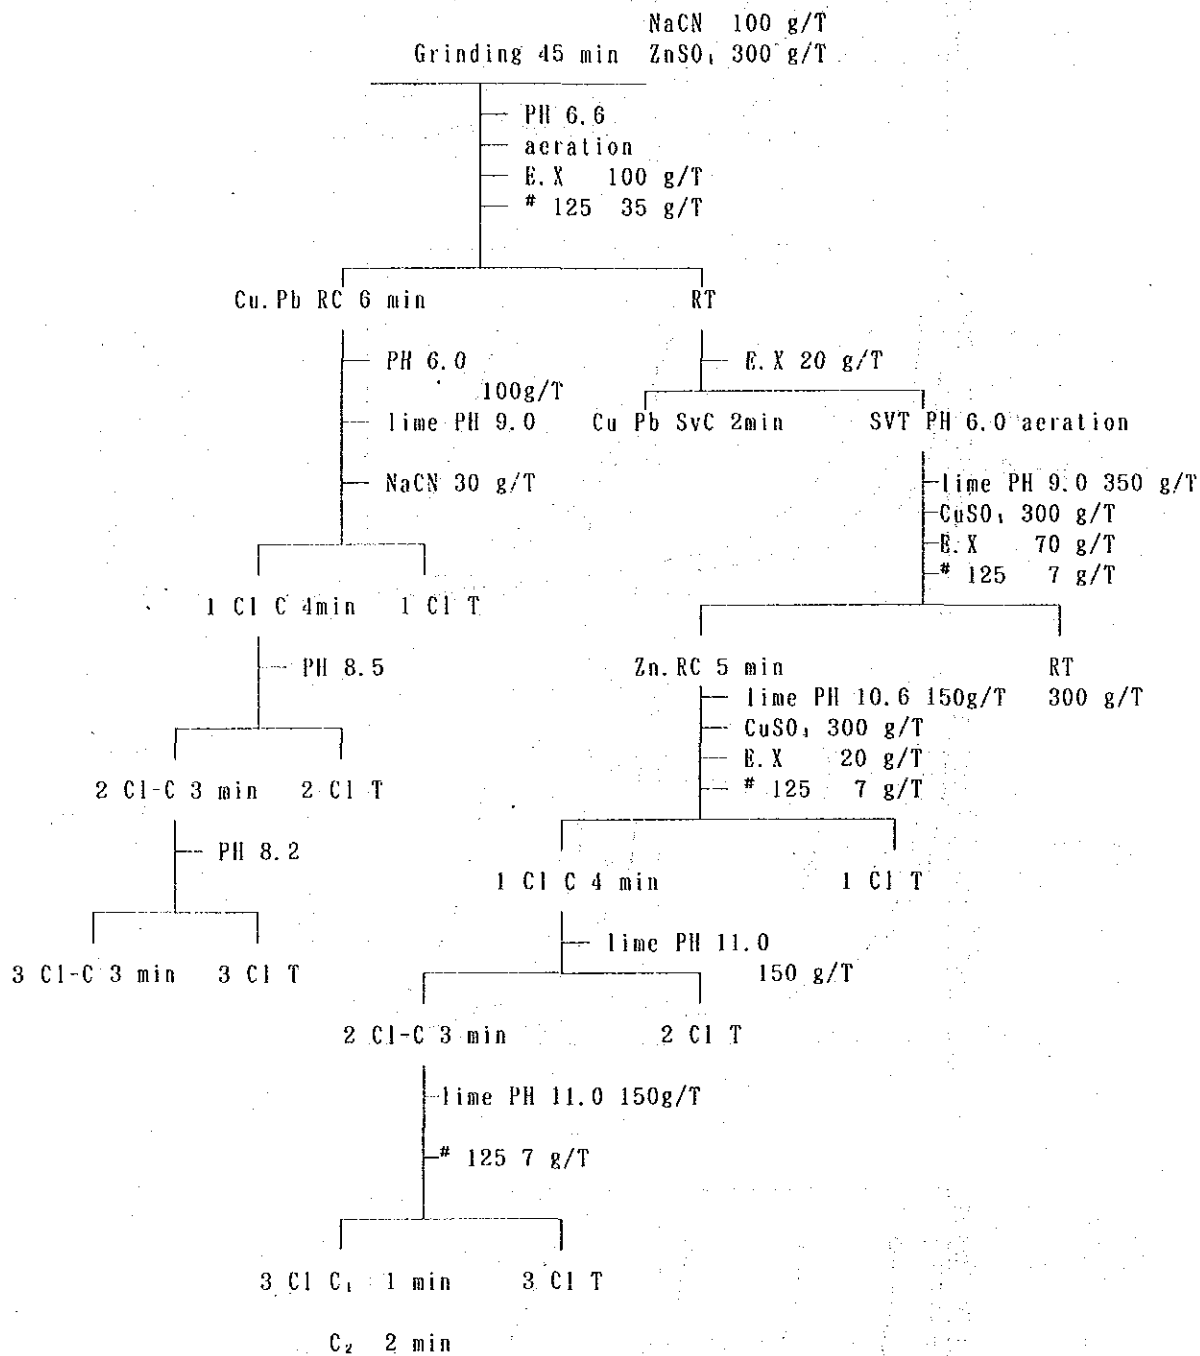 NaCN 100 g/T
Grinding 45 min ZnSO₄ 300 g/T
PH 6.6
aeration
E.X 100 g/T
# 125 35 g/T
Cu.Pb RC 6 min RT
PH 6.0 E.X 20 g/T
100g/T
lime PH 9.0 Cu Pb SvC 2min SVT PH 6.0 aeration
NaCN 30 g/T lime PH 9.0 350 g/T
CuSO₄ 300 g/T
E.X 70 g/T
# 125 7 g/T
1 Cl C 4min 1 Cl T
PH 8.5 Zn.RC 5 min RT
lime PH 10.6 150g/T 300 g/T
CuSO₄ 300 g/T
E.X 20 g/T
2 Cl-C 3 min 2 Cl T # 125 7 g/T
PH 8.2
1 Cl C 4 min 1 Cl T
lime PH 11.0
3 Cl-C 3 min 3 Cl T 150 g/T
2 Cl-C 3 min 2 Cl T
lime PH 11.0 150g/T
# 125 7 g/T
3 Cl C₁ 1 min 3 Cl T
C₂ 2 min